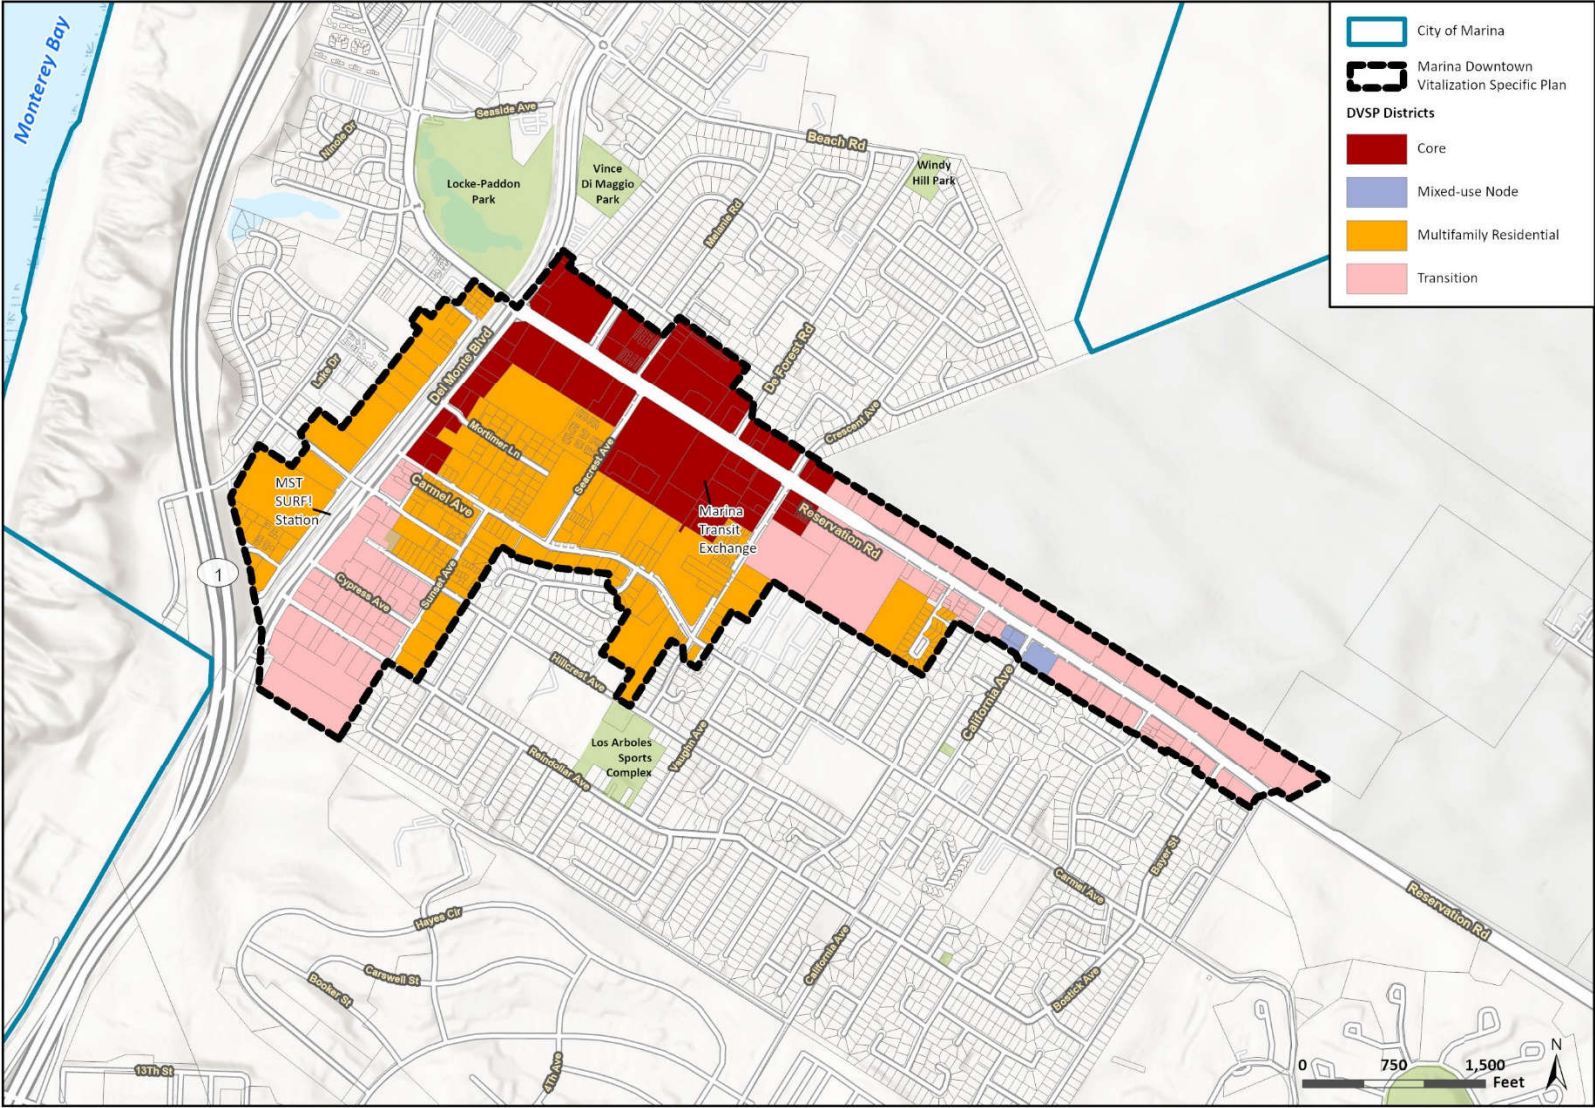 Monterey Bay
City of Marina
Marina Downtown
Vitalization Specific Plan
DVSP Districts
Core
Mixed-use Node
Multifamily Residential
Transition
Seaside Ave
Ninole Dr
Beach Rd
Locke-Paddon
Park
Vince
Di Maggio
Park
Windy
Hill Park
Melanie Rd
De Forest Rd
Lake Dr
Del Monte Blvd
Crescent Ave
Mortimer Ln
Seacrest Ave
MST
SURF!
Station
Carmel Ave
Marina
Transit
Exchange
Reservation Rd
1
Cypress Ave
Sunset Ave
Hillcrest Ave
California Ave
Los Arboles
Sports
Complex
Vaughn Ave
Reindollar Ave
Bayer St
Carmel Ave
Reservation Rd
Hayes Cir
Carswell St
Booker St
California Ave
Bostick Ave
13Th St
4Th Ave
N
0 750 1,500
Feet